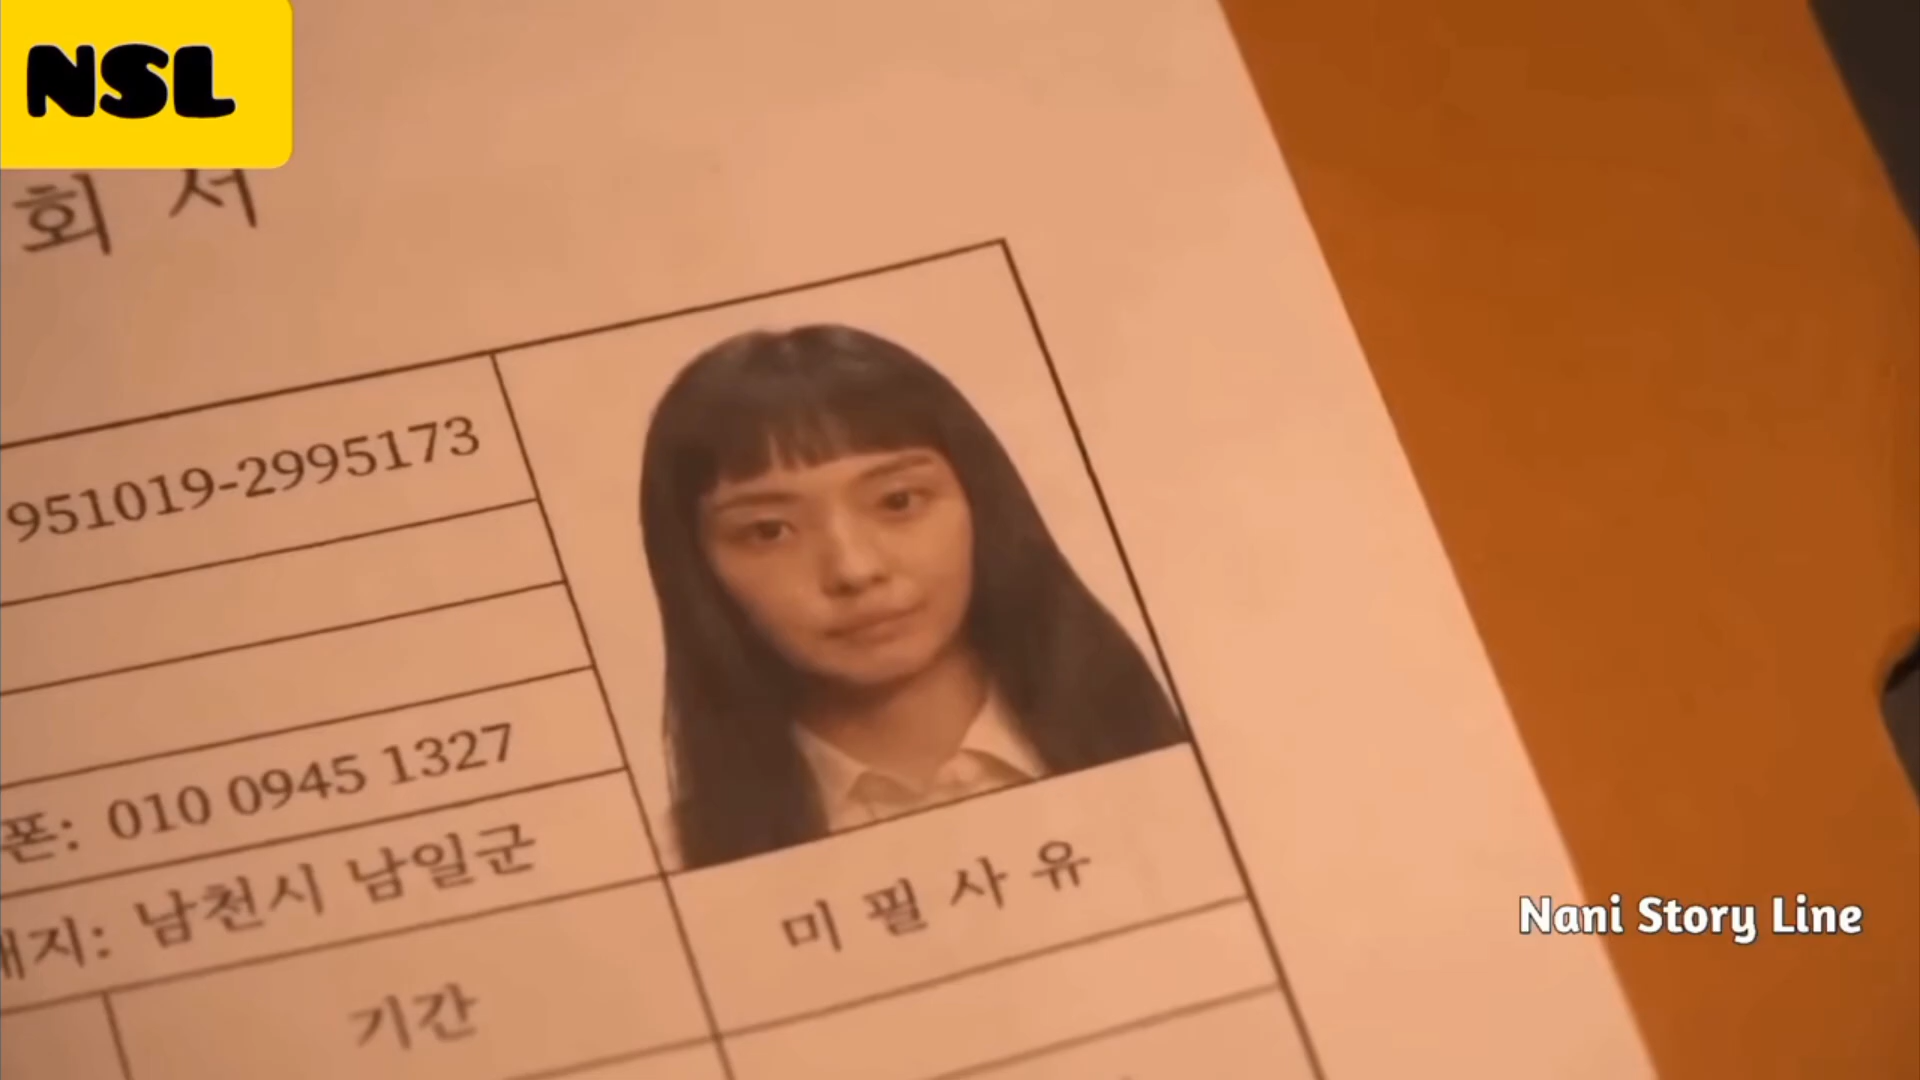 NSL
회 서
951019-2995173
폰: 010 0945 1327
지: 남천시 남일군
미 필 사 유
기간
Nani Story Line